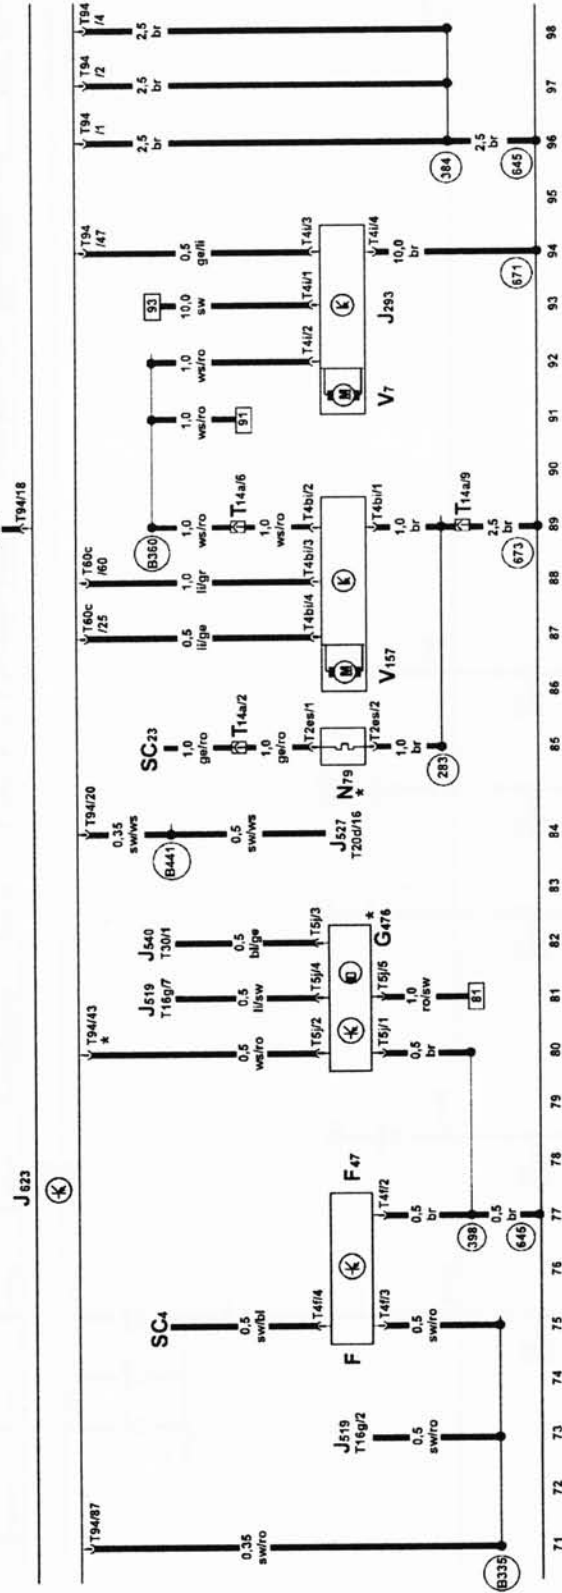 J623
T94/87
0,35
sw/ro
B335
J519
T16g/2
0,5
sw/ro
SC4
0,5
sw/bl
T4f/4
F
F47
T4f/3
0,5
sw/ro
T4f/2
0,5
br
398
0,5
br
645
T94/43
*
0,5
ws/ro
T5j/2
J519
T16g/7
0,5
li/sw
T5j/4
J540
T30/1
0,5
bl/ge
T5j/3
G476
*
T5j/1
0,5
br
T5j/5
1,0
ro/sw
81
T94/20
0,35
sw/ws
B441
0,5
sw/ws
J527
T20d/16
SC23
1,0
ge/ro
T14a/2
1,0
ge/ro
T2es/1
N79
*
T2es/2
1,0
br
283
T60c
/25
0,5
li/ge
T4bi/4
T60c
/60
1,0
li/gr
T4bi/3
T94/18
B360
1,0
ws/ro
T14a/6
1,0
ws/ro
T4bi/2
M
V157
T4bi/1
1,0
br
T14a/9
2,5
br
673
1,0
ws/ro
91
1,0
ws/ro
T4i/2
93
10,0
sw
T4i/1
T94
/47
0,5
ge/li
T4i/3
M
V7
J293
T4i/4
10,0
br
671
T94
/1
2,5
br
T94
/2
2,5
br
T94
/4
2,5
br
384
2,5
br
645
71 72 73 74 75 76 77 78 79 80 81 82 83 84 85 86 87 88 89 90 91 92 93 94 95 96 97 98